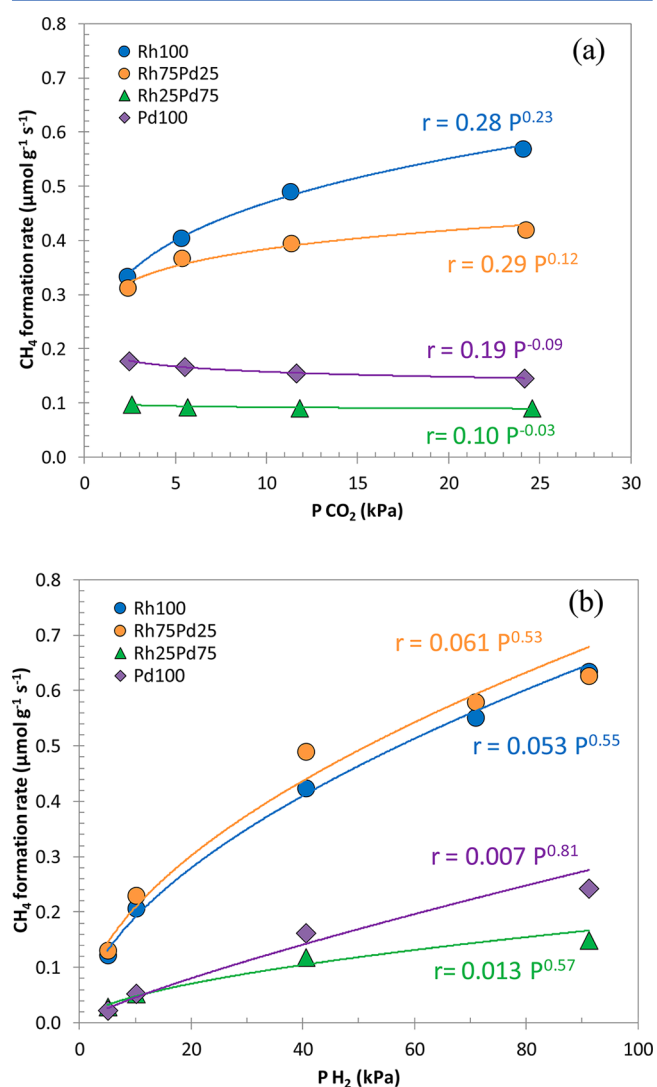 (a)
Rh100
Rh75Pd25
Rh25Pd75
Pd100
r = 0.28 P^0.23
r = 0.29 P^0.12
r = 0.19 P^-0.09
r= 0.10 P^-0.03
CH₄ formation rate (µmol g⁻¹ s⁻¹)
0.8
0.7
0.6
0.5
0.4
0.3
0.2
0.1
0.0
0 5 10 15 20 25 30
P CO₂ (kPa)
(b)
Rh100
Rh75Pd25
Rh25Pd75
Pd100
r = 0.061 P^0.53
r = 0.053 P^0.55
r = 0.007 P^0.81
r = 0.013 P^0.57
CH₄ formation rate (µmol g⁻¹ s⁻¹)
0.8
0.7
0.6
0.5
0.4
0.3
0.2
0.1
0.0
0 20 40 60 80 100
P H₂ (kPa)